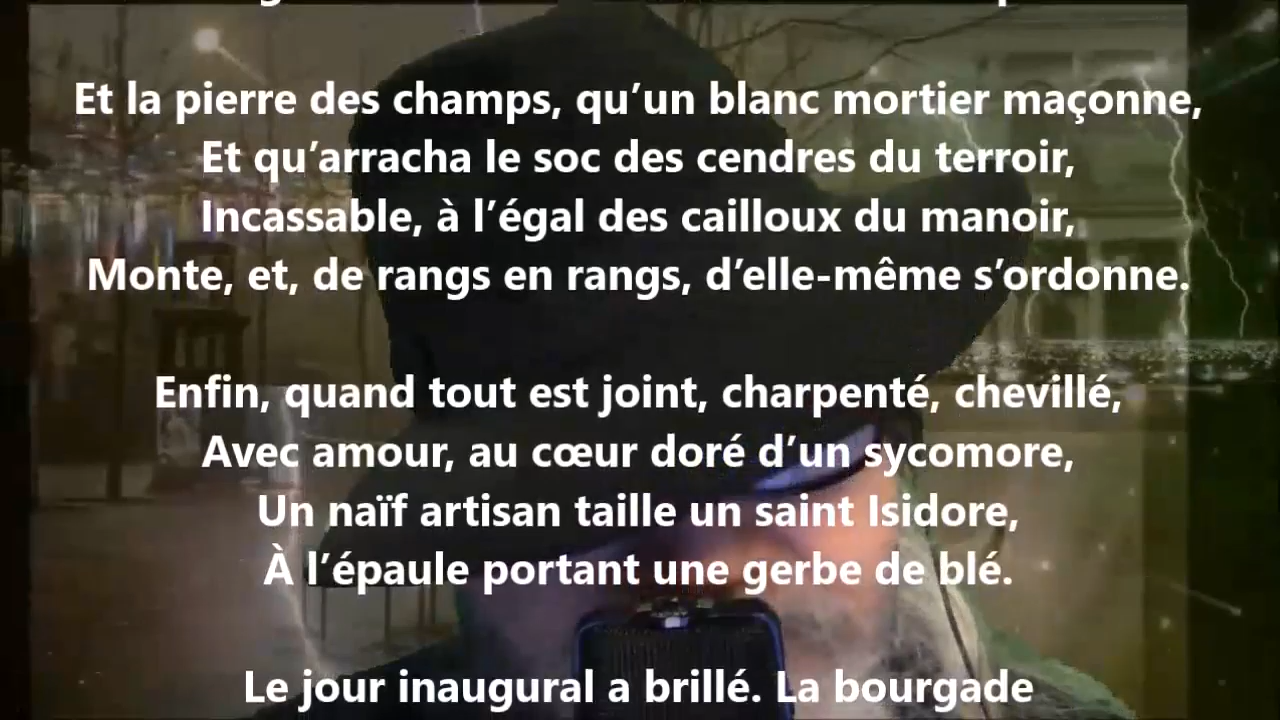 Et la pierre des champs, qu’un blanc mortier maçonne,
Et qu’arracha le soc des cendres du terroir,
Incassable, à l’égal des cailloux du manoir,
Monte, et, de rangs en rangs, d’elle-même s’ordonne.
Enfin, quand tout est joint, charpenté, chevillé,
Avec amour, au cœur doré d’un sycomore,
Un naïf artisan taille un saint Isidore,
À l’épaule portant une gerbe de blé.
Le jour inaugural a brillé. La bourgade